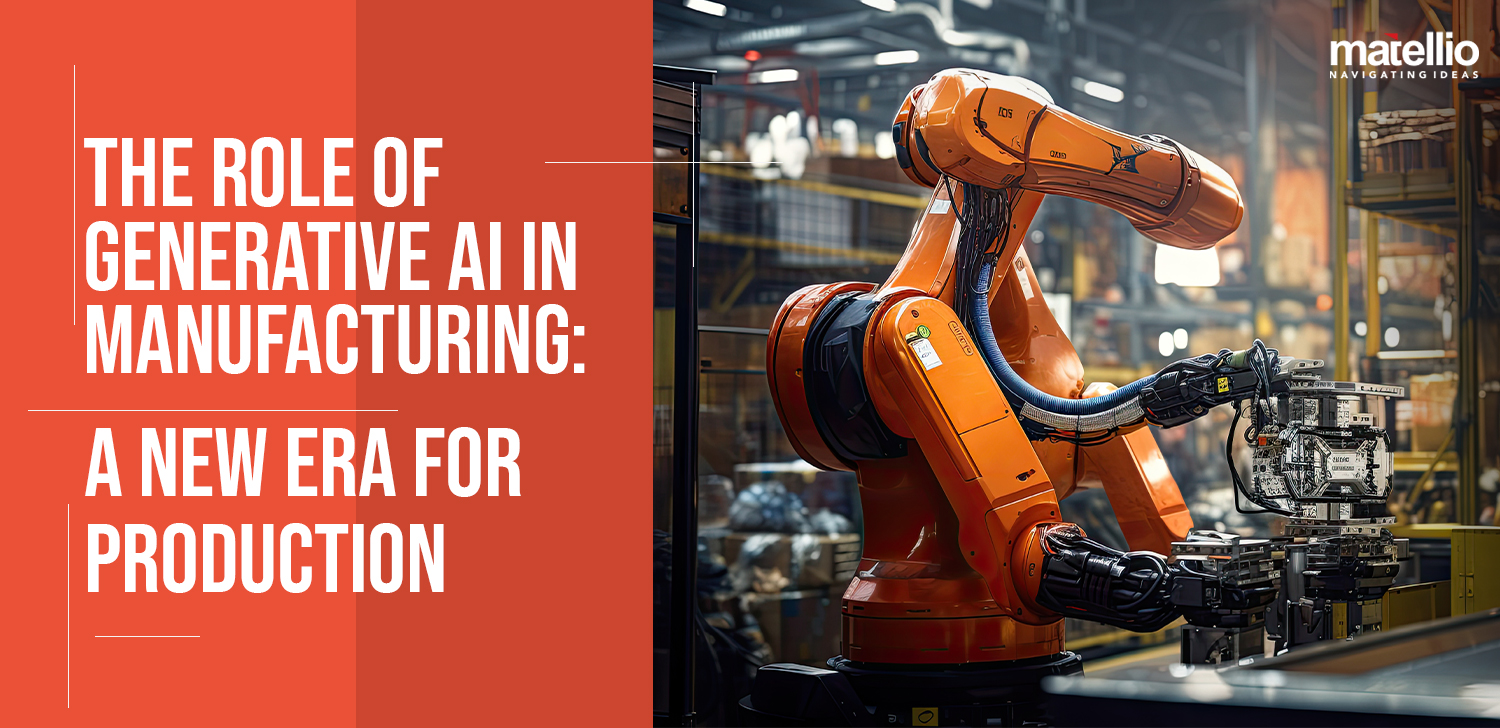 THE ROLE OF
GENERATIVE AI IN
MANUFACTURING:
A NEW ERA FOR
PRODUCTION
matellio
NAVIGATING IDEAS